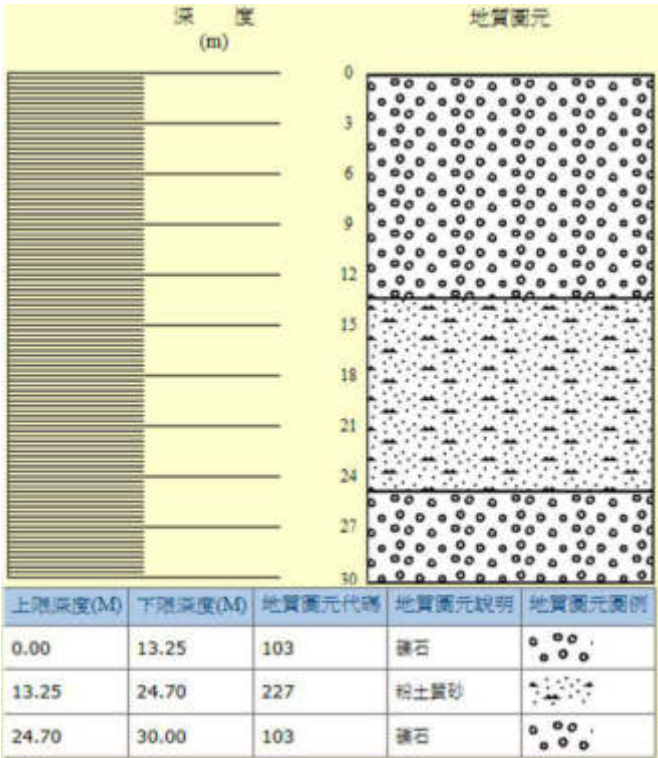 深 度
(m)
地質圖元
0
3
6
9
12
15
18
21
24
27
30
上限深度(M) 下限深度(M) 地質圖元代碼 地質圖元說明 地質圖元圖例
0.00 13.25 103 礫石
13.25 24.70 227 粉土質砂
24.70 30.00 103 礫石